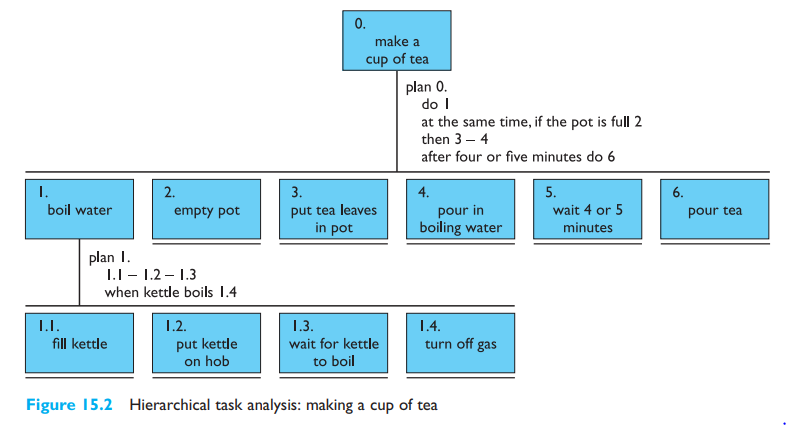 0.
make a
cup of tea
plan 0.
do 1
at the same time, if the pot is full 2
then 3 – 4
after four or five minutes do 6
1.
boil water
2.
empty pot
3.
put tea leaves
in pot
4.
pour in
boiling water
5.
wait 4 or 5
minutes
6.
pour tea
plan 1.
1.1 – 1.2 – 1.3
when kettle boils 1.4
1.1.
fill kettle
1.2.
put kettle
on hob
1.3.
wait for kettle
to boil
1.4.
turn off gas
Figure 15.2 Hierarchical task analysis: making a cup of tea